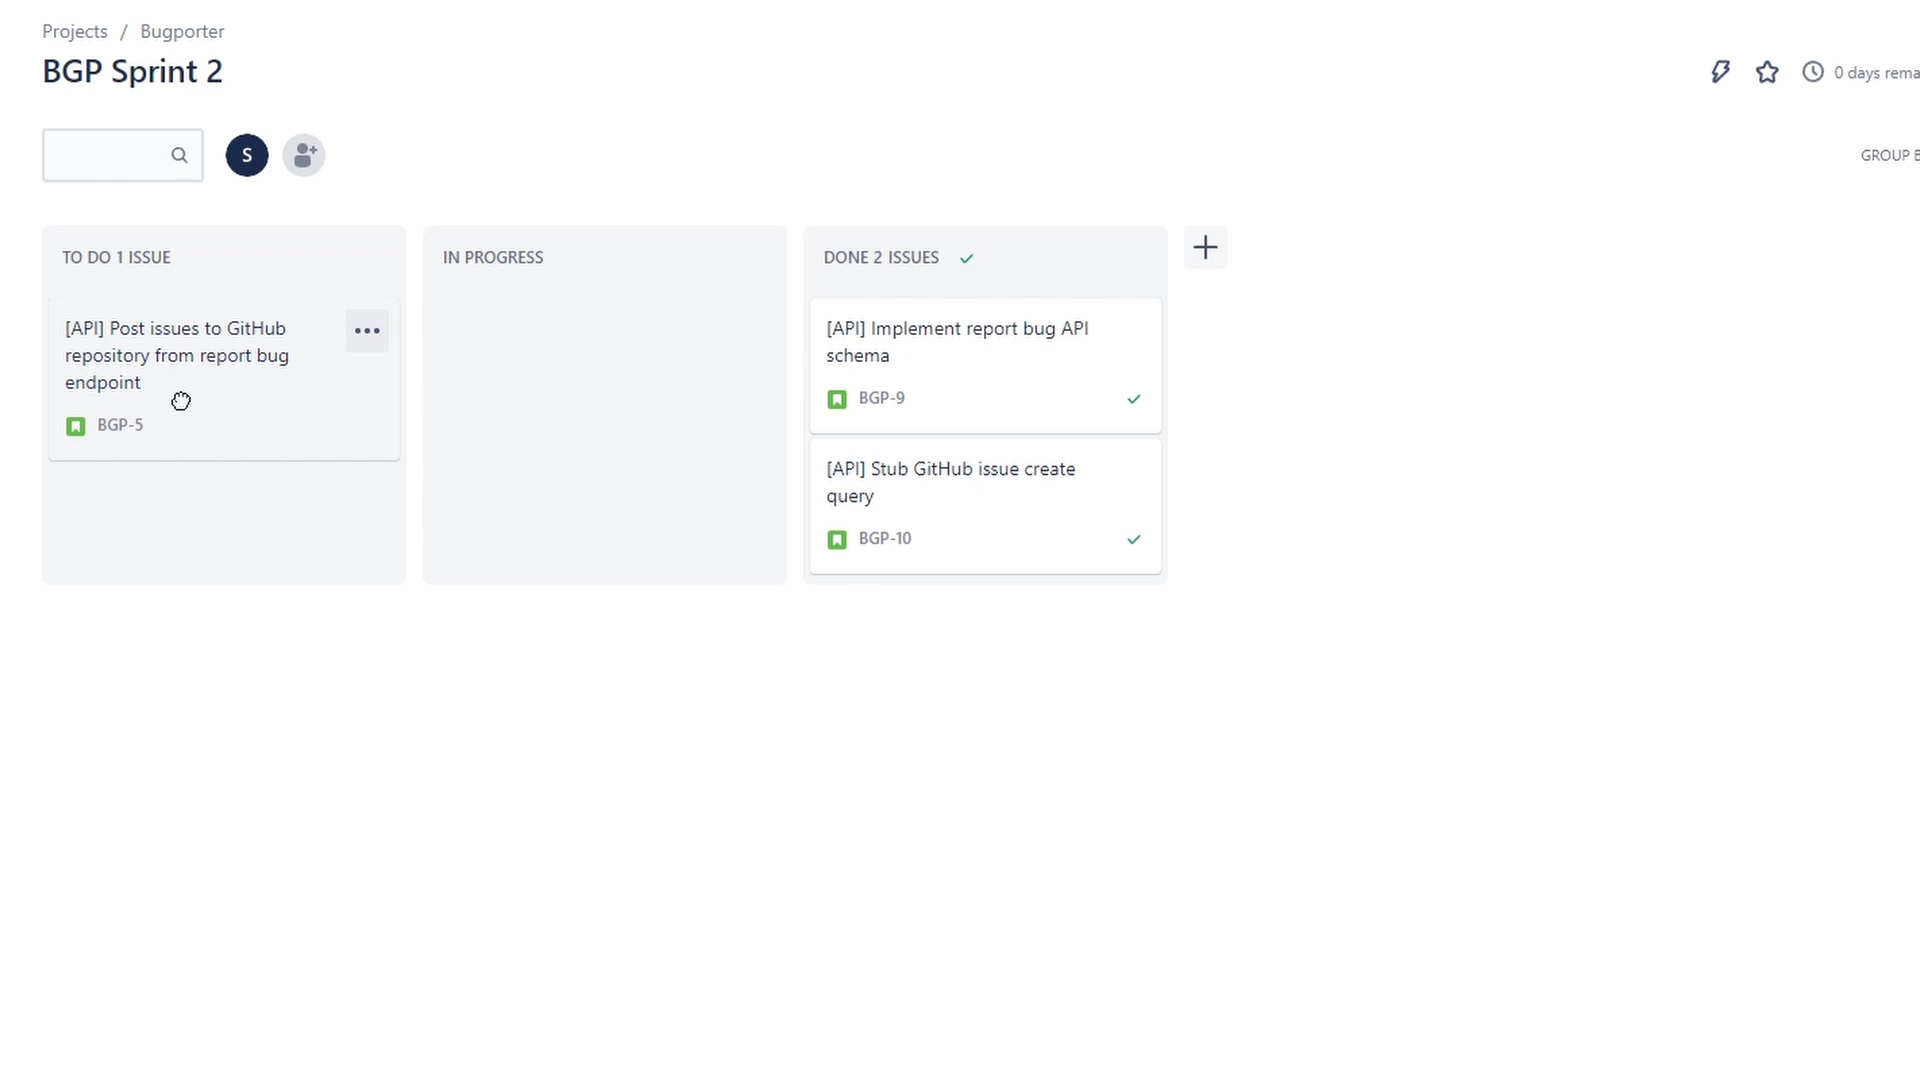 Projects / Bugporter
BGP Sprint 2
0 days rema
S
GROUP B
TO DO 1 ISSUE
[API] Post issues to GitHub
repository from report bug
endpoint
BGP-5
IN PROGRESS
DONE 2 ISSUES
[API] Implement report bug API
schema
BGP-9
[API] Stub GitHub issue create
query
BGP-10